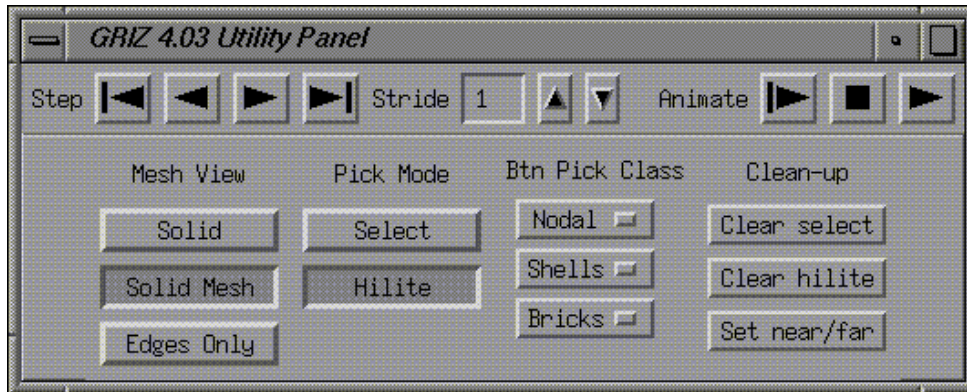 GRIZ 4.03 Utility Panel
Step Stride 1 Animate
Mesh View Pick Mode Btn Pick Class Clean-up
Solid Select Nodal Clear select
Solid Mesh Hilite Shells Clear hilite
Edges Only Bricks Set near/far